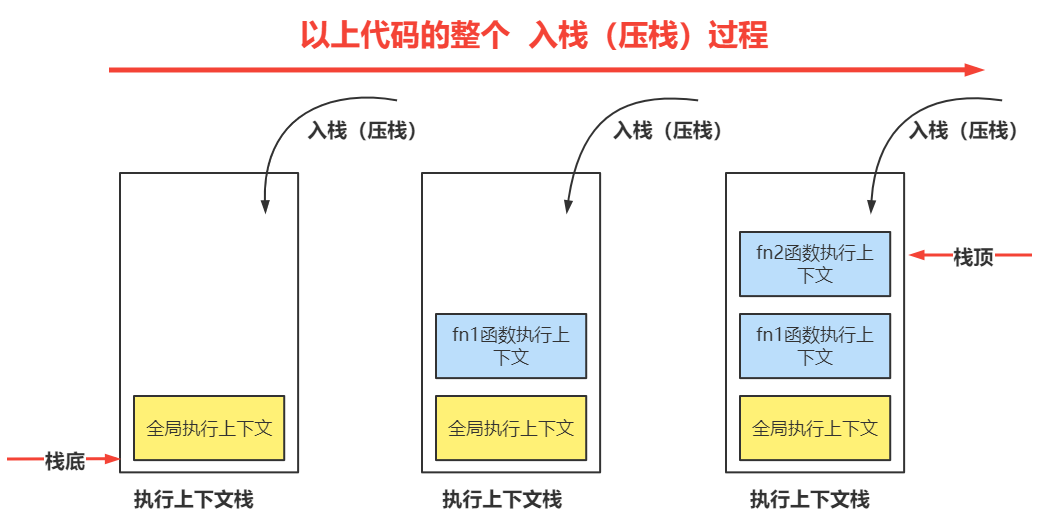 以上代码的整个 入栈（压栈）过程
入栈（压栈）
入栈（压栈）
入栈（压栈）
fn2函数执行上
下文
栈顶
fn1函数执行上
下文
fn1函数执行上
下文
全局执行上下文
全局执行上下文
全局执行上下文
栈底
执行上下文栈
执行上下文栈
执行上下文栈